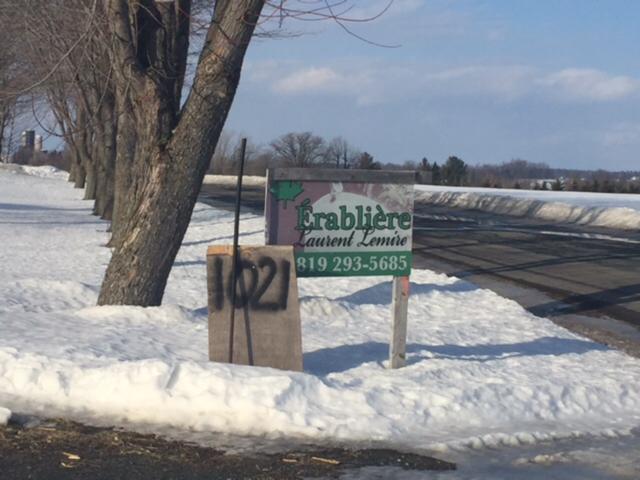 Érablière
Laurent Lemire
819 293-5685
1021